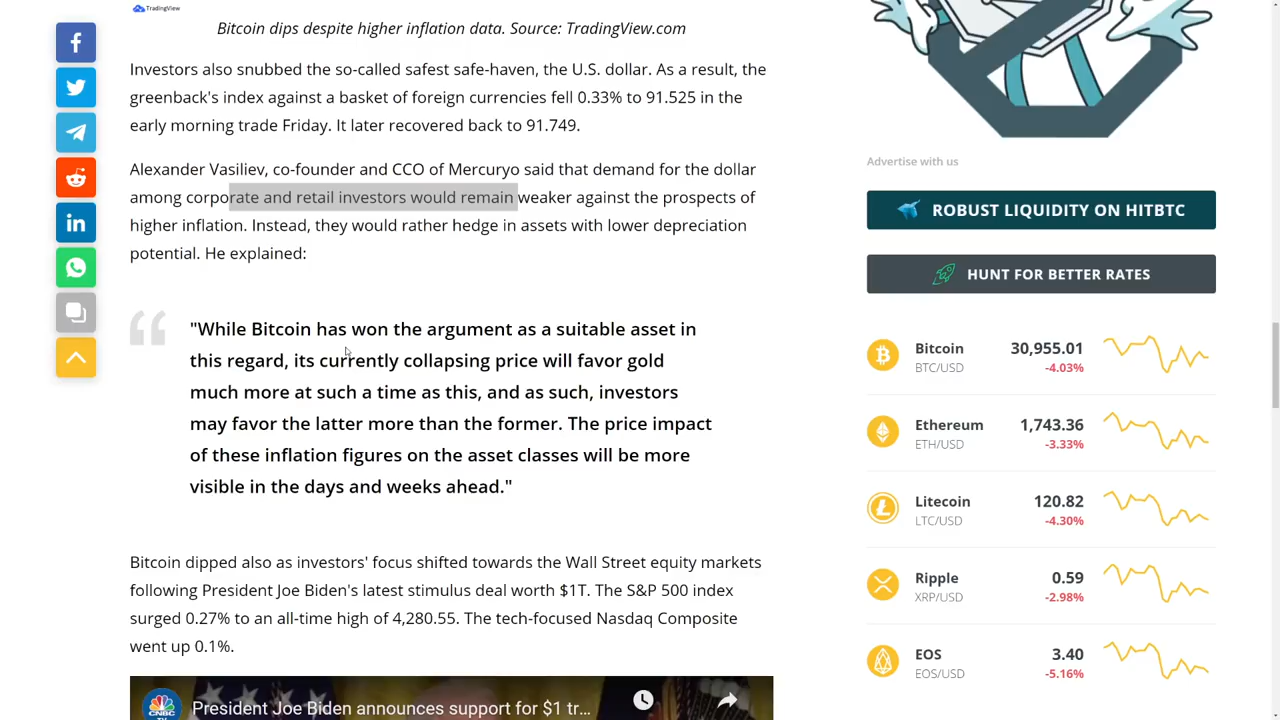 TradingView
Bitcoin dips despite higher inflation data. Source: TradingView.com
Investors also snubbed the so-called safest safe-haven, the U.S. dollar. As a result, the
greenback's index against a basket of foreign currencies fell 0.33% to 91.525 in the
early morning trade Friday. It later recovered back to 91.749.
Alexander Vasiliev, co-founder and CCO of Mercuryo said that demand for the dollar
among corporate and retail investors would remain weaker against the prospects of
higher inflation. Instead, they would rather hedge in assets with lower depreciation
potential. He explained:
"While Bitcoin has won the argument as a suitable asset in
this regard, its currently collapsing price will favor gold
much more at such a time as this, and as such, investors
may favor the latter more than the former. The price impact
of these inflation figures on the asset classes will be more
visible in the days and weeks ahead."
Bitcoin dipped also as investors' focus shifted towards the Wall Street equity markets
following President Joe Biden's latest stimulus deal worth $1T. The S&P 500 index
surged 0.27% to an all-time high of 4,280.55. The tech-focused Nasdaq Composite
went up 0.1%.
CNBC
President Joe Biden announces support for $1 tr...
Advertise with us
ROBUST LIQUIDITY ON HITBTC
HUNT FOR BETTER RATES
Bitcoin 30,955.01
BTC/USD -4.03%
Ethereum 1,743.36
ETH/USD -3.33%
Litecoin 120.82
LTC/USD -4.30%
Ripple 0.59
XRP/USD -2.98%
EOS 3.40
EOS/USD -5.16%